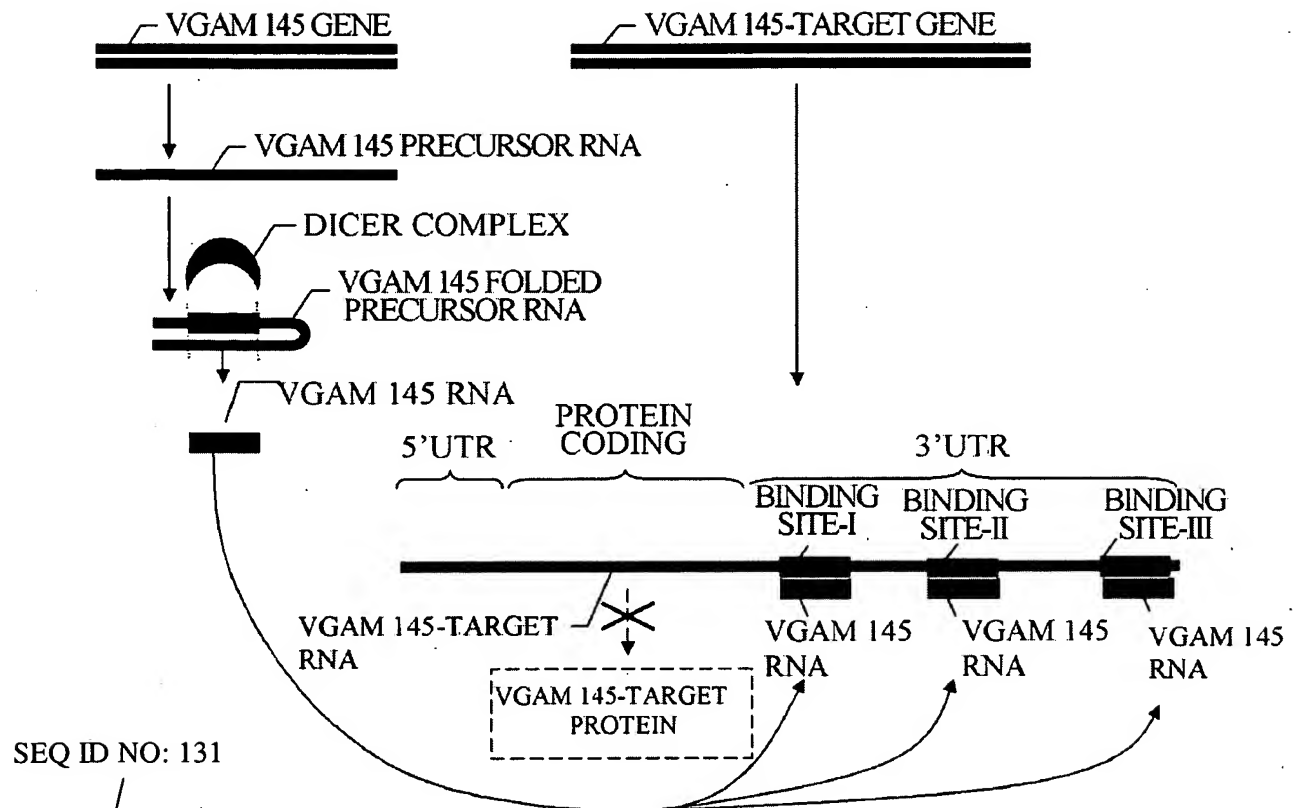 VGAM 145 GENE
VGAM 145-TARGET GENE
VGAM 145 PRECURSOR RNA
DICER COMPLEX
VGAM 145 FOLDED
PRECURSOR RNA
VGAM 145 RNA
5’UTR
PROTEIN
CODING
3’UTR
BINDING
SITE-I
BINDING
SITE-II
BINDING
SITE-III
VGAM 145-TARGET
RNA
VGAM 145
RNA
VGAM 145
RNA
VGAM 145
RNA
VGAM 145-TARGET
PROTEIN
SEQ ID NO: 131